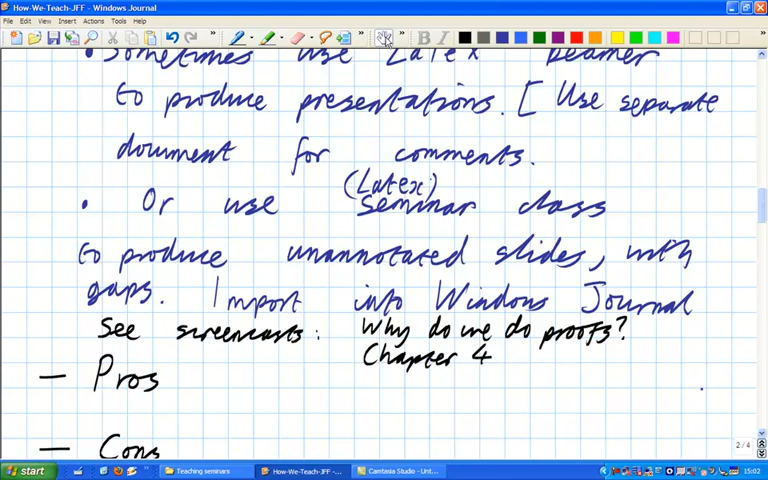 How-We-Teach-JFF - Windows Journal
File Edit View Insert Actions Tools Help
• Sometimes use Latex beamer
to produce presentations. [ Use separate
document for comments.
(Latex)
• Or use seminar class
to produce unannotated slides, with
gaps. Import into Windows Journal
See screencasts: Why do we do proofs?
Chapter 4
— Pros
— Cons
2 / 4
start Teaching seminars How-We-Teach-JFF - ... Camtasia Studio - Unt... 15:02